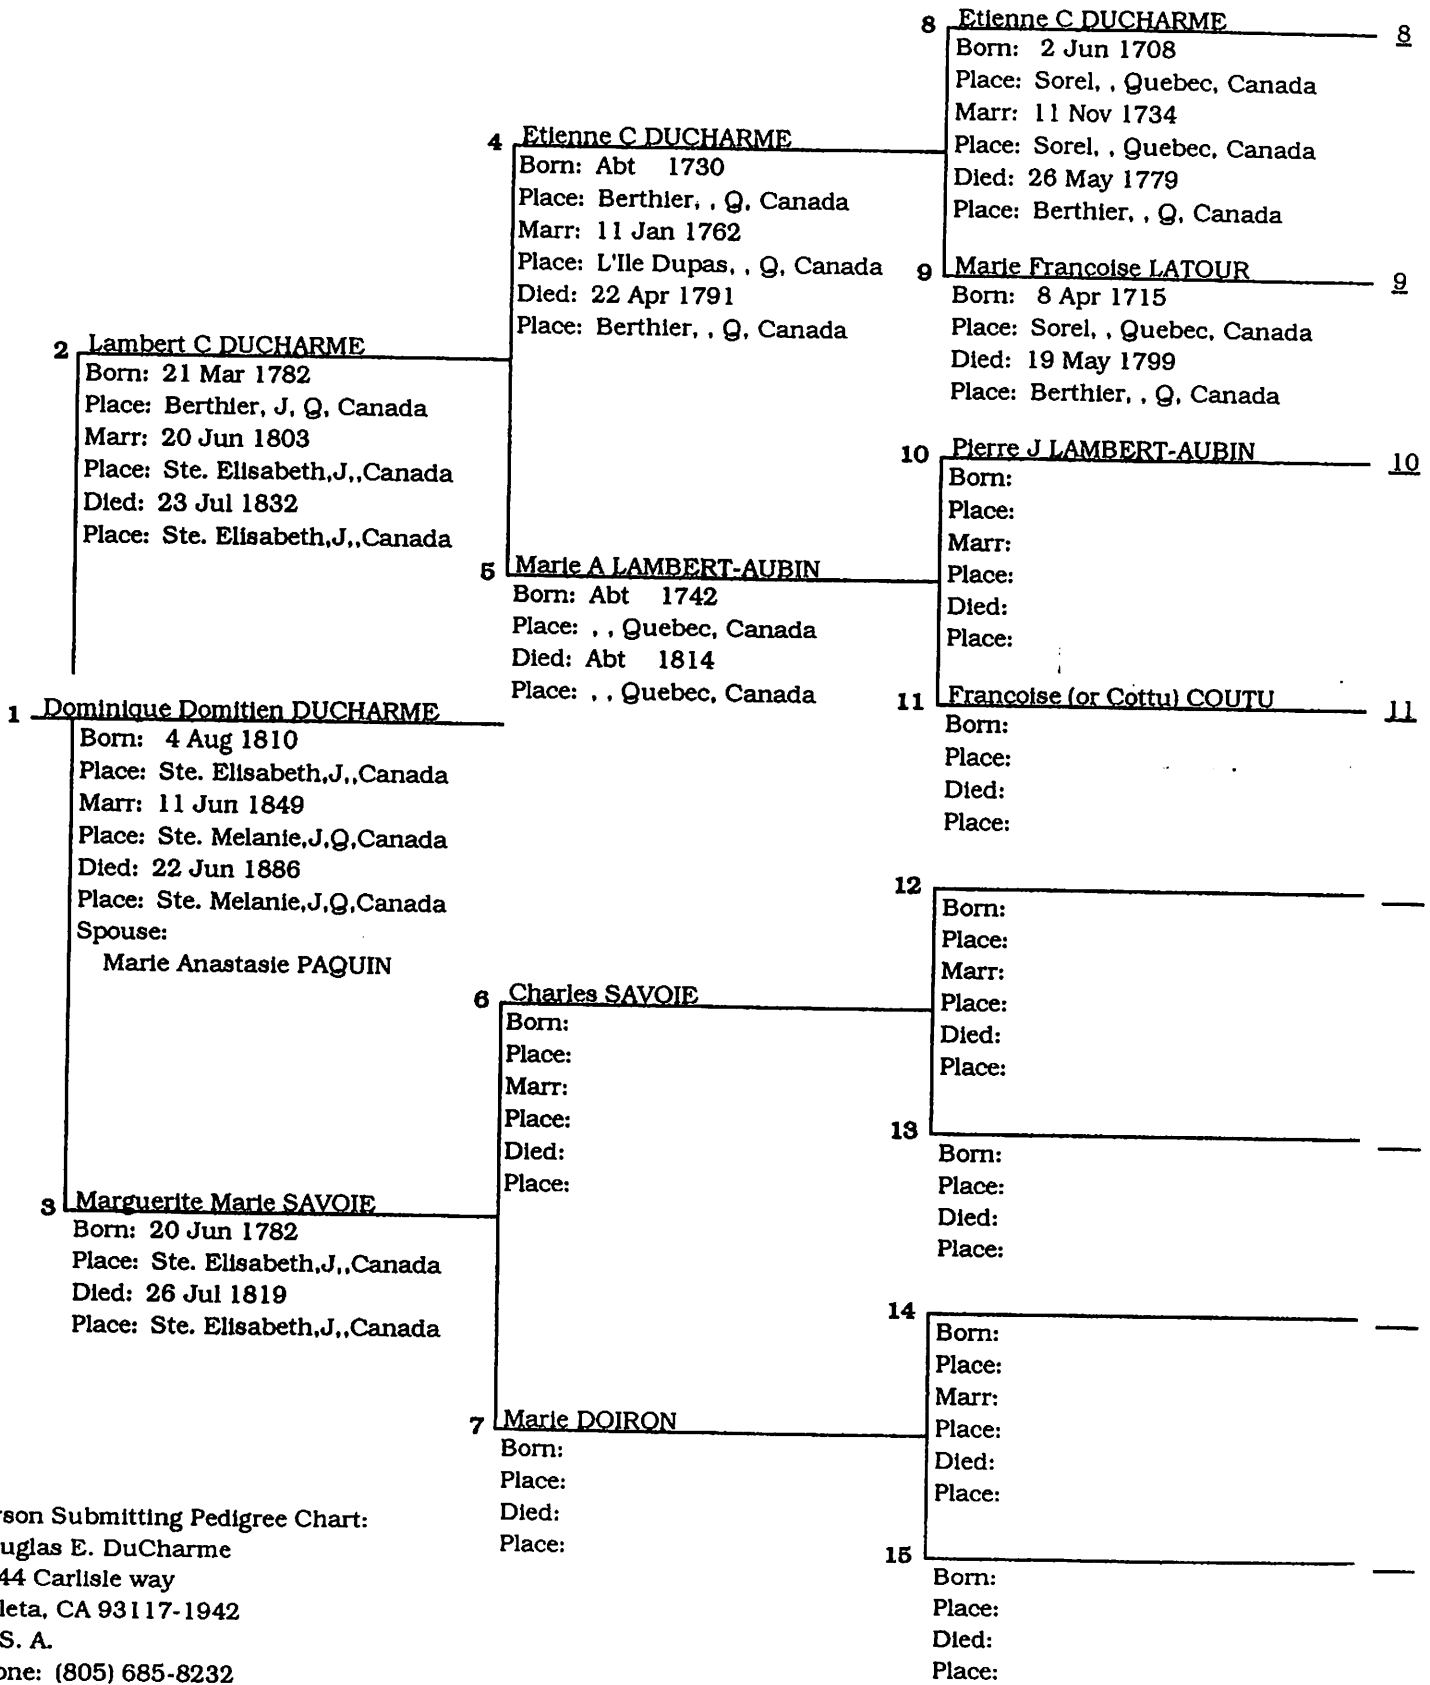 8 Etienne C DUCHARME 8
Born: 2 Jun 1708
Place: Sorel, , Quebec, Canada
Marr: 11 Nov 1734
Place: Sorel, , Quebec, Canada
Died: 26 May 1779
Place: Berthier, , Q, Canada
4 Etienne C DUCHARME
Born: Abt 1730
Place: Berthier, , Q, Canada
Marr: 11 Jan 1762
Place: L'Ile Dupas, , Q, Canada
Died: 22 Apr 1791
Place: Berthier, , Q, Canada
9 Marie Francoise LATOUR 9
Born: 8 Apr 1715
Place: Sorel, , Quebec, Canada
Died: 19 May 1799
Place: Berthier, , Q, Canada
2 Lambert C DUCHARME
Born: 21 Mar 1782
Place: Berthier, J, Q, Canada
Marr: 20 Jun 1803
Place: Ste. Elisabeth,J,,Canada
Died: 23 Jul 1832
Place: Ste. Elisabeth,J,,Canada
10 Pierre J LAMBERT-AUBIN 10
Born:
Place:
Marr:
Place:
Died:
Place:
5 Marie A LAMBERT-AUBIN
Born: Abt 1742
Place: , , Quebec, Canada
Died: Abt 1814
Place: , , Quebec, Canada
11 Francoise (or Cottu) COUTU 11
Born:
Place:
Died:
Place:
1 Dominique Domitien DUCHARME
Born: 4 Aug 1810
Place: Ste. Elisabeth,J,,Canada
Marr: 11 Jun 1849
Place: Ste. Melanie,J,Q,Canada
Died: 22 Jun 1886
Place: Ste. Melanie,J,Q,Canada
Spouse:
Marie Anastasie PAQUIN
12
Born:
Place:
Marr:
Place:
Died:
Place:
6 Charles SAVOIE
Born:
Place:
Marr:
Place:
Died:
Place:
13
Born:
Place:
Died:
Place:
3 Marguerite Marie SAVOIE
Born: 20 Jun 1782
Place: Ste. Elisabeth,J,,Canada
Died: 26 Jul 1819
Place: Ste. Elisabeth,J,,Canada
14
Born:
Place:
Marr:
Place:
Died:
Place:
7 Marie DOIRON
Born:
Place:
Died:
Place:
15
Born:
Place:
Died:
Place:
rson Submitting Pedigree Chart:
uglas E. DuCharme
44 Carlisle way
leta, CA 93117-1942
S. A.
one: (805) 685-8232